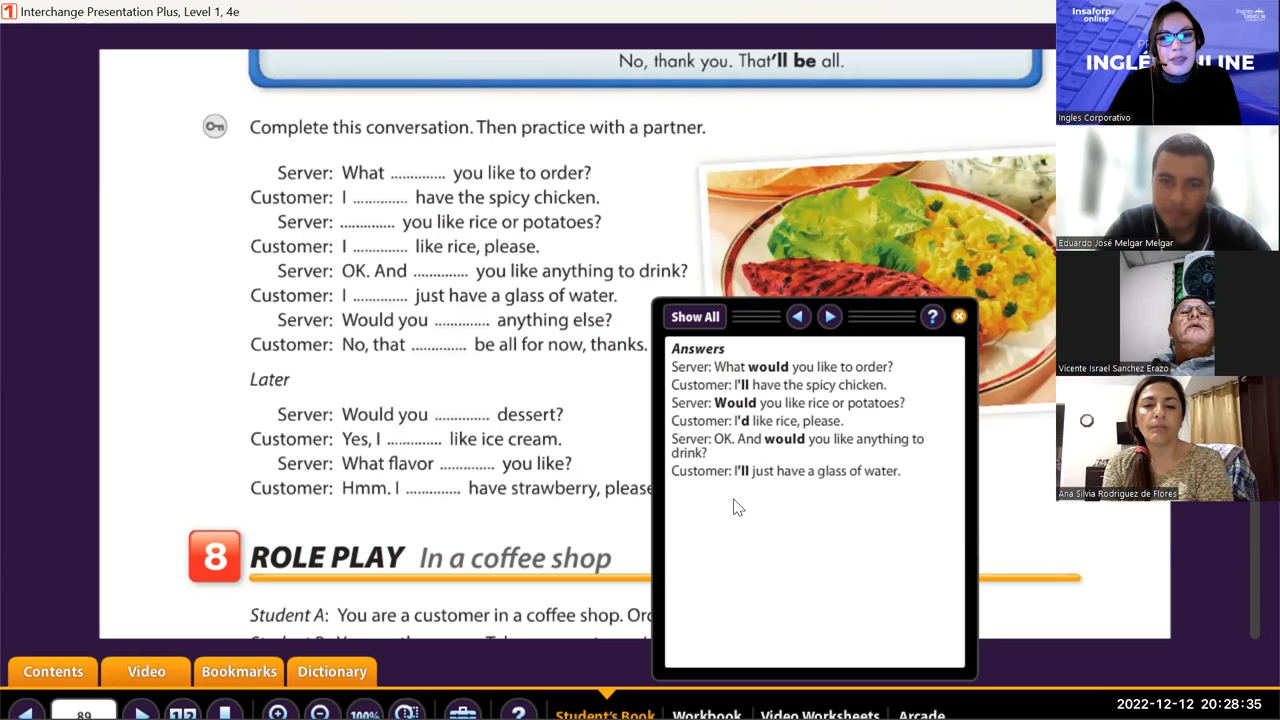 Interchange Presentation Plus, Level 1, 4e
No, thank you. That'll be all.
Complete this conversation. Then practice with a partner.
Server: What .............. you like to order?
Customer: I .............. have the spicy chicken.
Server: .............. you like rice or potatoes?
Customer: I .............. like rice, please.
Server: OK. And .............. you like anything to drink?
Customer: I .............. just have a glass of water.
Server: Would you .............. anything else?
Customer: No, that .............. be all for now, thanks.
Later
Server: Would you .............. dessert?
Customer: Yes, I .............. like ice cream.
Server: What flavor .............. you like?
Customer: Hmm. I .............. have strawberry, please
8 ROLE PLAY In a coffee shop
Student A: You are a customer in a coffee shop.
Show All
?
Answers
Server: What would you like to order?
Customer: I'll have the spicy chicken.
Server: Would you like rice or potatoes?
Customer: I'd like rice, please.
Server: OK. And would you like anything to
drink?
Customer: I'll just have a glass of water.
Insaforp
online
Inglés
Ingles Corporativo
Eduardo José Melgar Melgar
Vicente Israel Sanchez Erazo
Ana Silvia Rodriguez de Flores
Contents
Video
Bookmarks
Dictionary
89
100%
?
Student's Book
Workbook
Video Worksheets
Arcade
2022-12-12 20:28:35